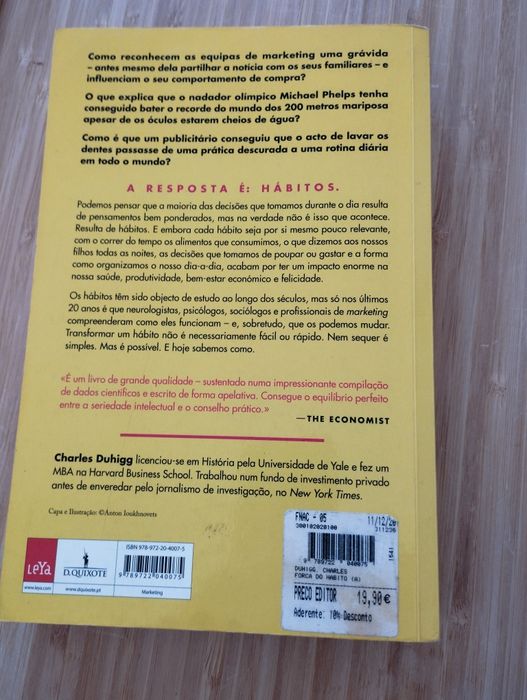 Como reconhecem as equipas de marketing uma grávida
– antes mesmo dela partilhar a notícia com os seus familiares – e
influenciam o seu comportamento de compra?
O que explica que o nadador olímpico Michael Phelps tenha
conseguido bater o recorde do mundo dos 200 metros mariposa
apesar de os óculos estarem cheios de água?
Como é que um publicitário conseguiu que o acto de lavar os
dentes passasse de uma prática descurada a uma rotina diária
em todo o mundo?
A RESPOSTA É: HÁBITOS.
Podemos pensar que a maioria das decisões que tomamos durante o dia resulta
de pensamentos bem ponderados, mas na verdade não é isso que acontece.
Resulta de hábitos. E embora cada hábito seja por si mesmo pouco relevante,
com o correr do tempo os alimentos que consumimos, o que dizemos aos nossos
filhos todas as noites, as decisões que tomamos de poupar ou gastar e a forma
como organizamos o nosso dia-a-dia, acabam por ter um impacto enorme na
nossa saúde, produtividade, bem-estar económico e felicidade.
Os hábitos têm sido objecto de estudo ao longo dos séculos, mas só nos últimos
20 anos é que neurologistas, psicólogos, sociólogos e profissionais de marketing
compreenderam como eles funcionam – e, sobretudo, que os podemos mudar.
Transformar um hábito não é necessariamente fácil ou rápido. Nem sequer é
simples. Mas é possível. E hoje sabemos como.
«É um livro de grande qualidade – sustentado numa impressionante compilação
de dados científicos e escrito de forma apelativa. Consegue o equilíbrio perfeito
entre a seriedade intelectual e o conselho prático.»
—THE ECONOMIST
Charles Duhigg licenciou-se em História pela Universidade de Yale e fez um
MBA na Harvard Business School. Trabalhou num fundo de investimento privado
antes de enveredar pelo jornalismo de investigação, no New York Times.
Capa e Ilustração: ©Anton Ioukhnovets
LeYa
www.leya.com
D.QUIXOTE
www.dquixote.pt
ISBN 978-972-20-4007-5
9 789722 040075
Marketing
FNAC - 05 11/12/20
300102020100
9 789722 040075
DUHIGG, CHARLES
FORCA DO HABITO (A)
PRECO EDITOR 19,90€
Aderente: 10% Desconto